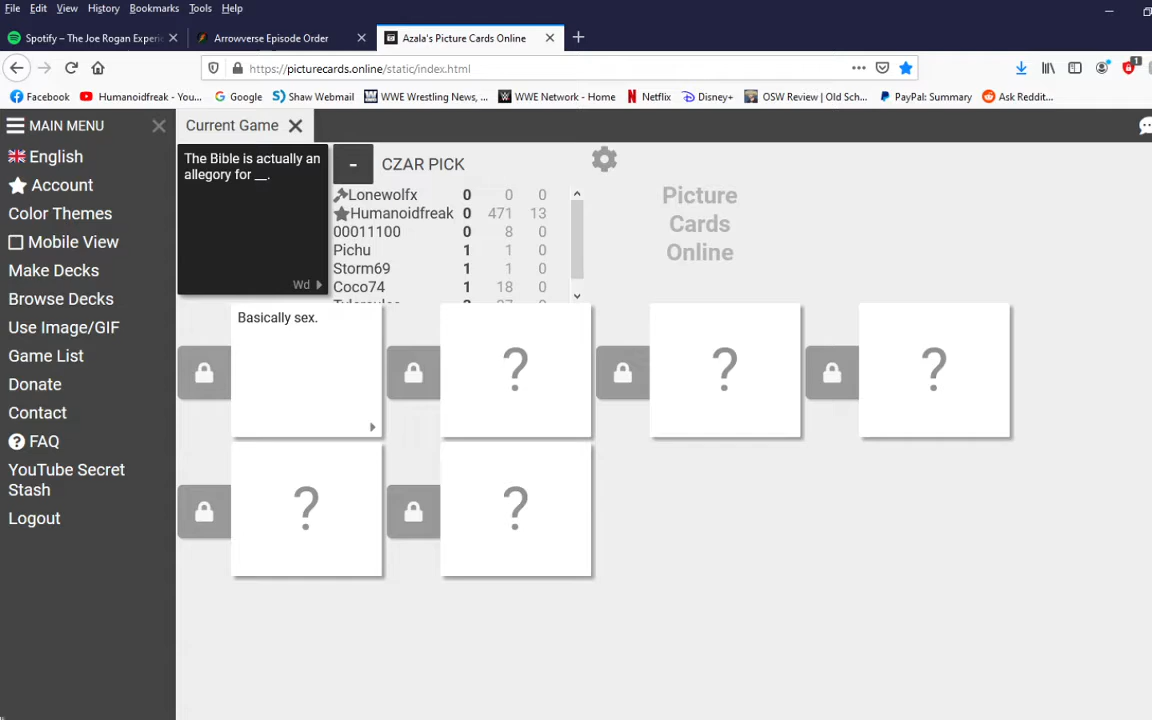 File Edit View History Bookmarks Tools Help
Spotify – The Joe Rogan Experi
Arrowverse Episode Order
Azala's Picture Cards Online
https://picturecards.online/static/index.html
1
Facebook
Humanoidfreak - You...
Google
Shaw Webmail
WWE Wrestling News, ...
WWE Network - Home
Netflix
Disney+
OSW Review | Old Sch...
PayPal: Summary
Ask Reddit...
MAIN MENU
English
Account
Color Themes
Mobile View
Make Decks
Browse Decks
Use Image/GIF
Game List
Donate
Contact
? FAQ
YouTube Secret
Stash
Logout
Current Game
The Bible is actually an
allegory for __.
Wd
-
CZAR PICK
Lonewolfx 0 0 0
Humanoidfreak 0 471 13
00011100 0 8 0
Pichu 1 1 0
Storm69 1 1 0
Coco74 1 18 0
Picture
Cards
Online
Basically sex.
?
?
?
?
?